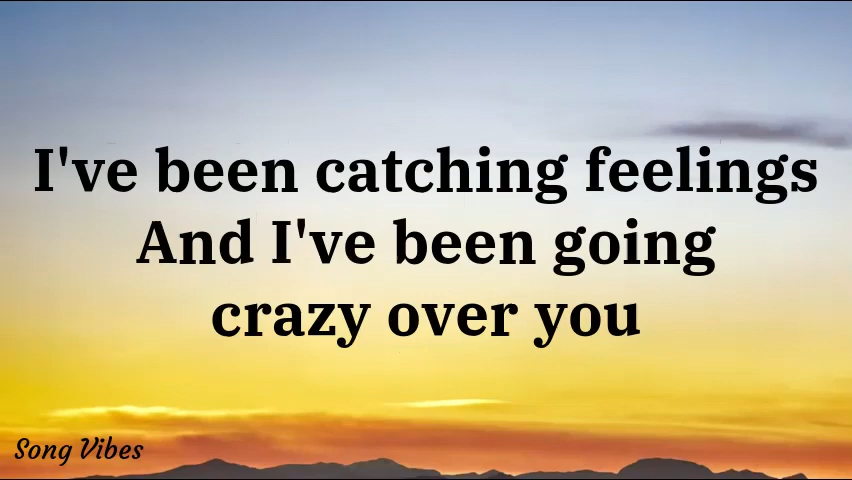 I've been catching feelings
And I've been going
crazy over you
Song Vibes